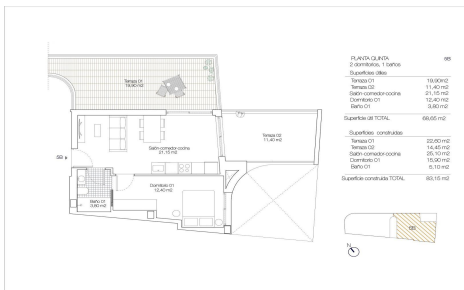 Terraza 01
19,90 m2
Salón-comedor-cocina
21,15 m2
Terraza 02
11,40 m2
5B
Dormitorio 01
12,40 m2
Baño 01
3,80 m2
PLANTA QUINTA 5B
2 dormitorios, 1 baños
Superficies útiles
Terraza 01 19,90m2
Terraza 02 11,40 m2
Salón-comedor-cocina 21,15 m2
Dormitorio 01 12,40 m2
Baño 01 3,80 m2
Superficie útil TOTAL 68,65 m2
Superficies construidas
Terraza 01 22,60 m2
Terraza 02 14,45 m2
Salón-comedor-cocina 25,10 m2
Dormitorio 01 15,90 m2
Baño 01 5,10 m2
Superficie construida TOTAL 83,15 m2
5B
N